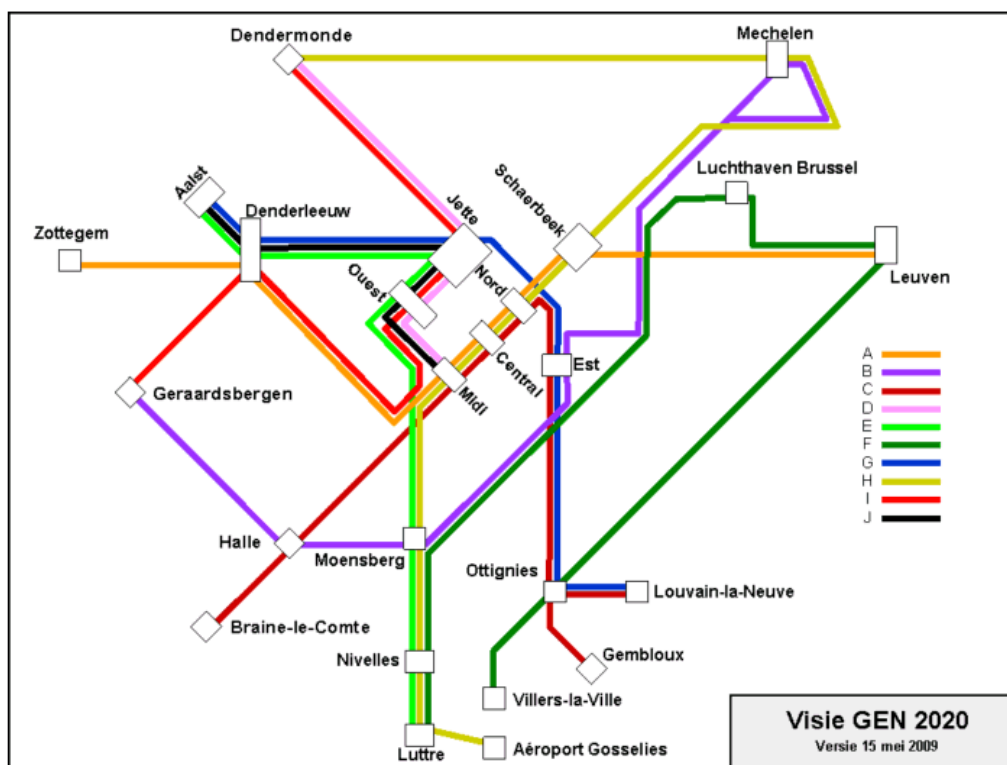 Dendermonde
Mechelen
Luchthaven Brussel
Schaerbeek
Aalst
Denderleeuw
Jette
Zottegem
Leuven
Ouest
Nord
Central
Est
Midi
Geraardsbergen
A
B
C
D
E
F
G
H
I
J
Halle
Moensberg
Ottignies
Louvain-la-Neuve
Braine-le-Comte
Gembloux
Nivelles
Villers-la-Ville
Luttre
Aéroport Gosselies
Visie GEN 2020
Versie 15 mei 2009